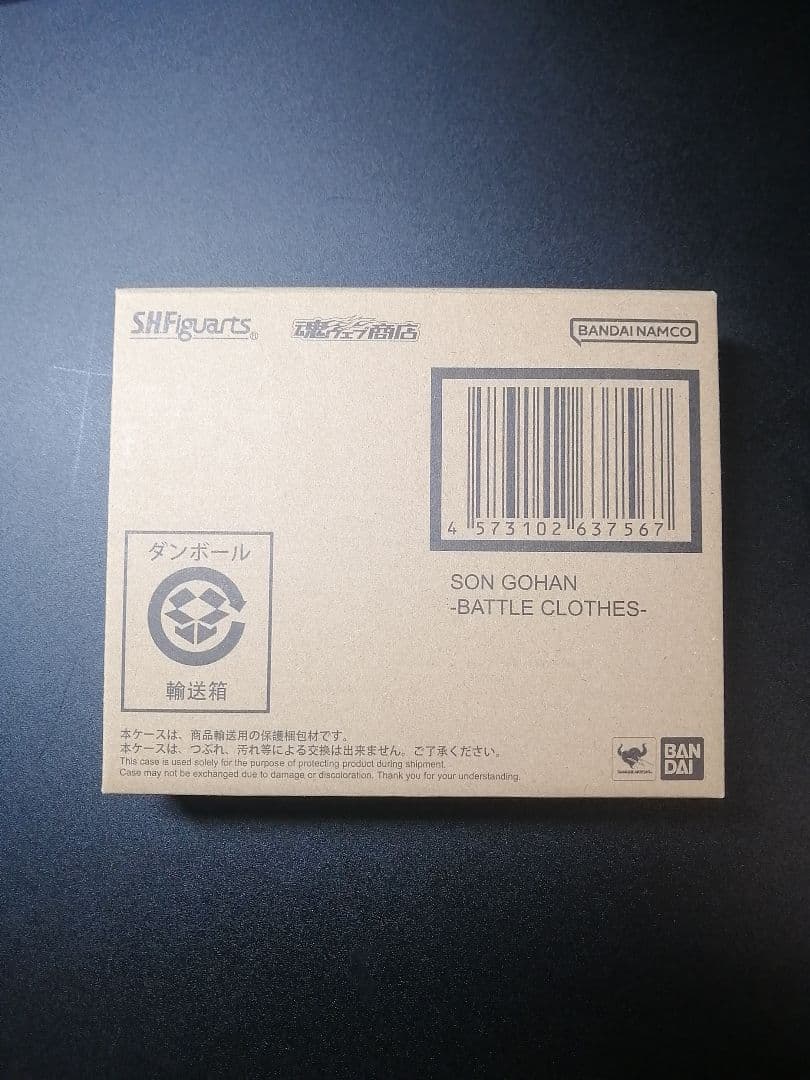 S.H.Figuarts®
魂ウェブ商店
BANDAI NAMCO
4 573102 637567
SON GOHAN
-BATTLE CLOTHES-
ダンボール
輸送箱
本ケースは、商品輸送用の保護梱包材です。
本ケースは、つぶれ、汚れ等による交換は出来ません。ご了承ください。
This case is used solely for the purpose of protecting product during shipment.
Case may not be exchanged due to damage or discoloration. Thank you for your understanding.
BAN
DAI